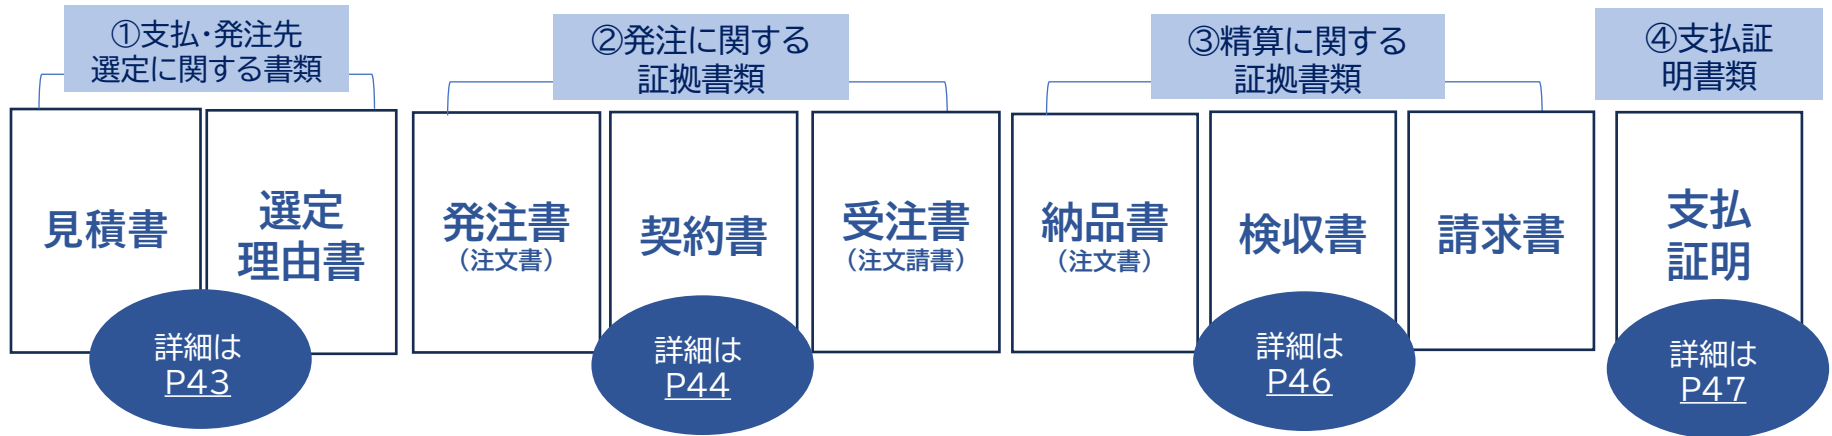 ①支払・発注先
選定に関する書類
②発注に関する
証拠書類
③精算に関する
証拠書類
④支払証
明書類
見積書
選定
理由書
発注書
（注文書）
契約書
受注書
（注文請書）
納品書
（注文書）
検収書
請求書
支払
証明
詳細は
P43
詳細は
P44
詳細は
P46
詳細は
P47